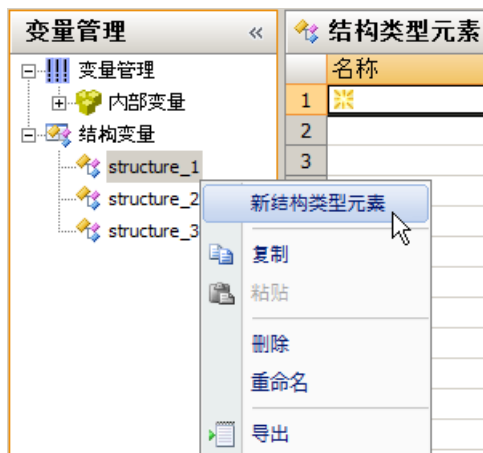 变量管理 «
变量管理
内部变量
结构变量
structure_1
structure_2
structure_3
结构类型元素
名称
1
2
3
新结构类型元素
复制
粘贴
删除
重命名
导出